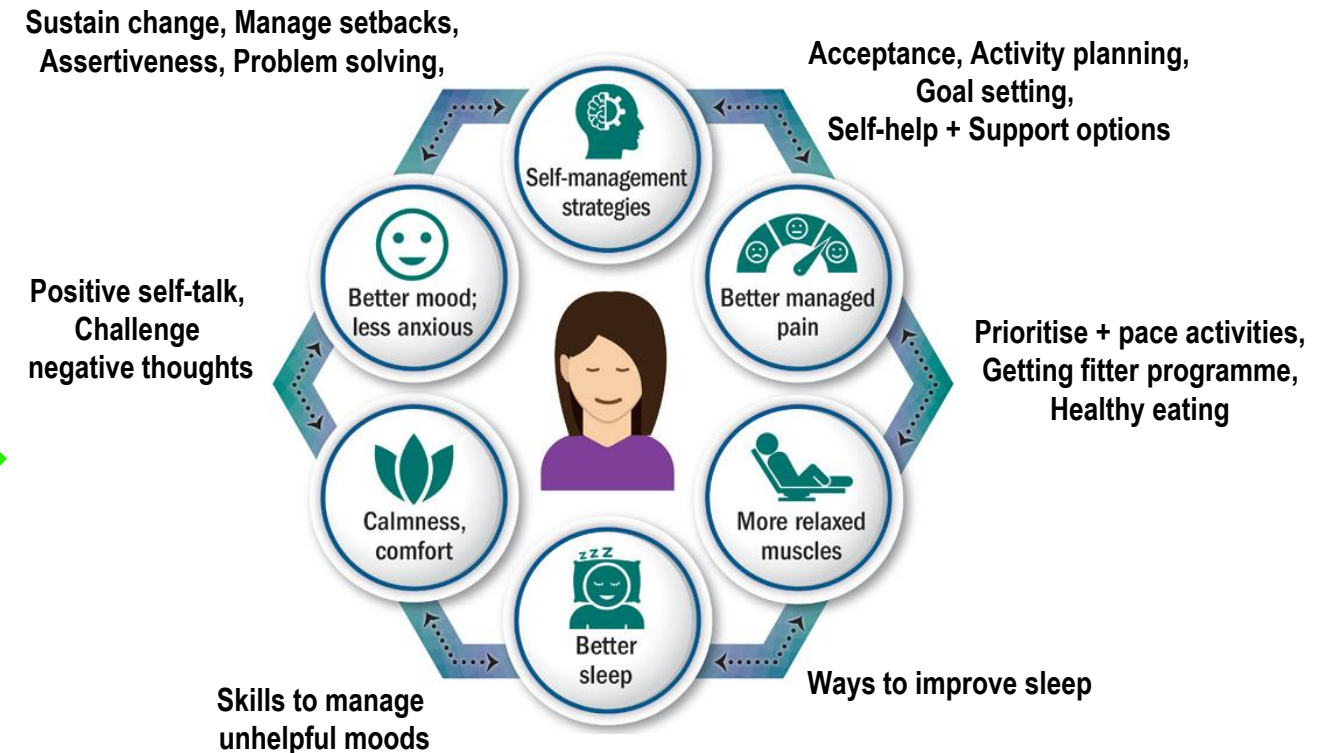 Sustain change, Manage setbacks,
Assertiveness, Problem solving,
Acceptance, Activity planning,
Goal setting,
Self-help + Support options
Self-management
strategies
Better mood;
less anxious
Better managed
pain
Positive self-talk,
Challenge
negative thoughts
Prioritise + pace activities,
Getting fitter programme,
Healthy eating
Calmness,
comfort
More relaxed
muscles
zzz
Better
sleep
Skills to manage
unhelpful moods
Ways to improve sleep